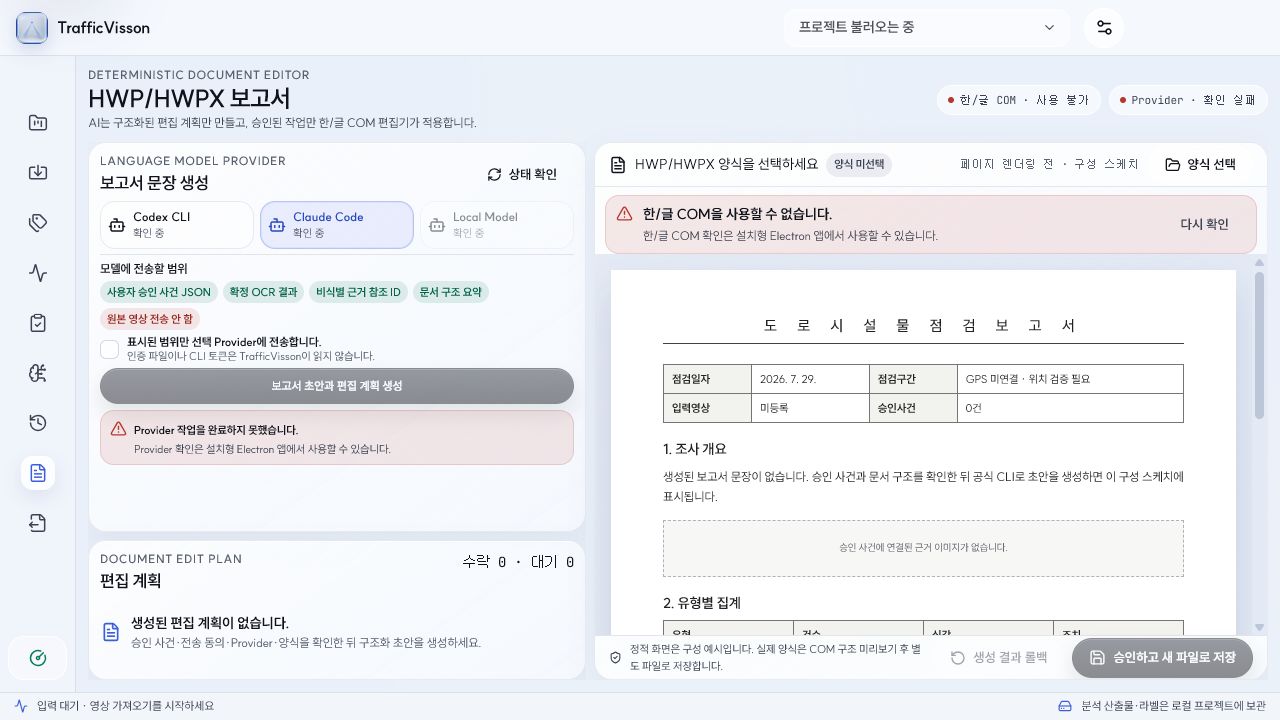 TrafficVisson
프로젝트 불러오는 중
DETERMINISTIC DOCUMENT EDITOR
HWP/HWPX 보고서
AI는 구조화된 편집 계획만 만들고, 승인된 작업만 한/글 COM 편집기가 적용합니다.
한/글 COM · 사용 불가
Provider · 확인 실패
LANGUAGE MODEL PROVIDER
보고서 문장 생성
상태 확인
Codex CLI
확인 중
Claude Code
확인 중
Local Model
확인 중
모델에 전송할 범위
사용자 승인 사건 JSON
확정 OCR 결과
비식별 근거 참조 ID
문서 구조 요약
원본 영상 전송 안 함
표시된 범위만 선택 Provider에 전송합니다.
인증 파일이나 CLI 토큰은 TrafficVisson이 읽지 않습니다.
보고서 초안과 편집 계획 생성
Provider 작업을 완료하지 못했습니다.
Provider 확인은 설치형 Electron 앱에서 사용할 수 있습니다.
DOCUMENT EDIT PLAN
편집 계획
수락 0 · 대기 0
생성된 편집 계획이 없습니다.
승인 사건·전송 동의·Provider·양식을 확인한 뒤 구조화 초안을 생성하세요.
HWP/HWPX 양식을 선택하세요
양식 미선택
페이지 렌더링 전 · 구성 스케치
양식 선택
한/글 COM을 사용할 수 없습니다.
한/글 COM 확인은 설치형 Electron 앱에서 사용할 수 있습니다.
다시 확인
도 로 시 설 물 점 검 보 고 서
점검일자 2026. 7. 29. 점검구간 GPS 미연결 · 위치 검증 필요
입력영상 미등록 승인사건 0건
1. 조사 개요
생성된 보고서 문장이 없습니다. 승인 사건과 문서 구조를 확인한 뒤 공식 CLI로 초안을 생성하면 이 구성 스케치에
표시됩니다.
승인 사건에 연결된 근거 이미지가 없습니다.
2. 유형별 집계
유형 건수 시각 조치
정적 화면은 구성 예시입니다. 실제 양식은 COM 구조 미리보기 후 별
도 파일로 저장합니다.
생성 결과 롤백
승인하고 새 파일로 저장
입력 대기 · 영상 가져오기를 시작하세요
분석 산출물·라벨은 로컬 프로젝트에 보관